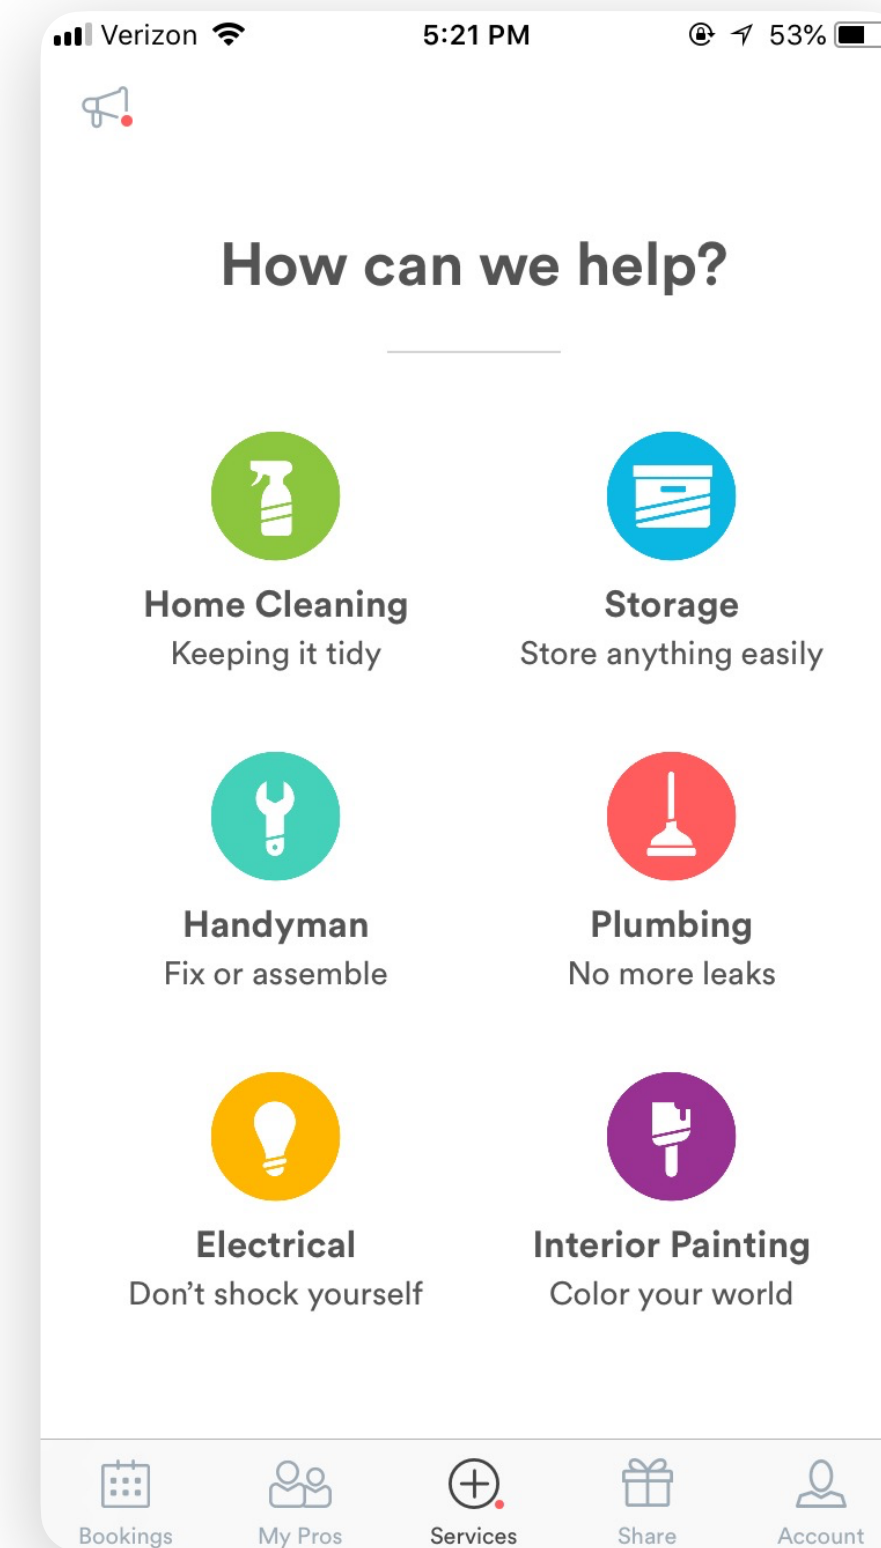 Verizon 5:21 PM 53%
How can we help?
Home Cleaning
Keeping it tidy
Storage
Store anything easily
Handyman
Fix or assemble
Plumbing
No more leaks
Electrical
Don’t shock yourself
Interior Painting
Color your world
Bookings My Pros Services Share Account